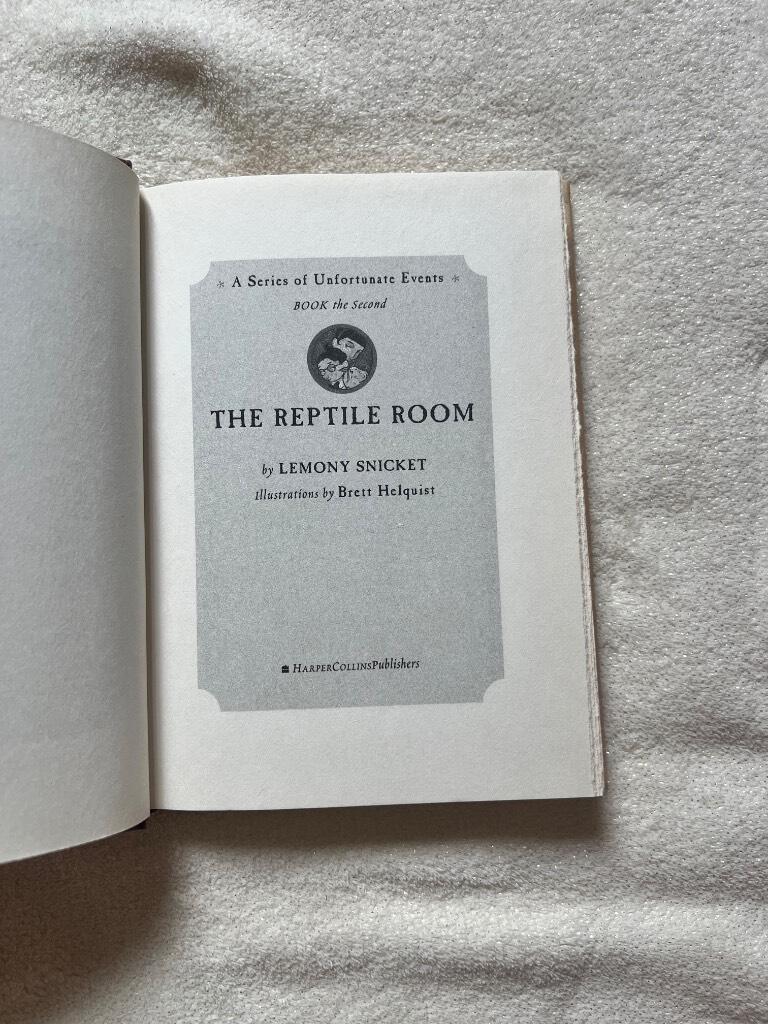 * A Series of Unfortunate Events *
BOOK the Second
THE REPTILE ROOM
by LEMONY SNICKET
Illustrations by Brett Helquist
HARPERCOLLINSPublishers